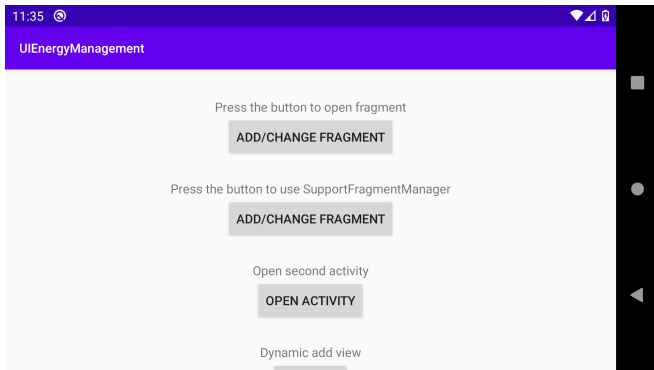 11:35
UIEnergyManagement
Press the button to open fragment
ADD/CHANGE FRAGMENT
Press the button to use SupportFragmentManager
ADD/CHANGE FRAGMENT
Open second activity
OPEN ACTIVITY
Dynamic add view